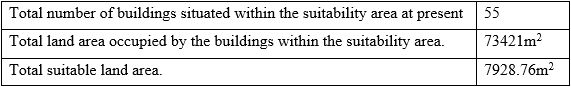 Total number of buildings situated within the suitability area at present 55
Total land area occupied by the buildings within the suitability area. 73421m²
Total suitable land area. 7928.76m²